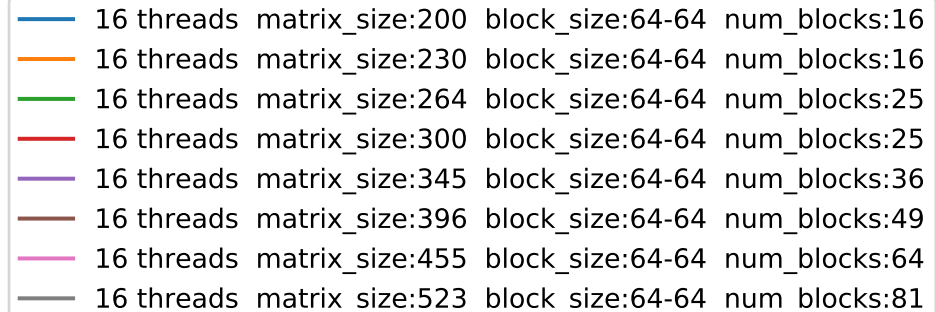 16 threads matrix_size:200 block_size:64-64 num_blocks:16
16 threads matrix_size:230 block_size:64-64 num_blocks:16
16 threads matrix_size:264 block_size:64-64 num_blocks:25
16 threads matrix_size:300 block_size:64-64 num_blocks:25
16 threads matrix_size:345 block_size:64-64 num_blocks:36
16 threads matrix_size:396 block_size:64-64 num_blocks:49
16 threads matrix_size:455 block_size:64-64 num_blocks:64
16 threads matrix_size:523 block_size:64-64 num_blocks:81